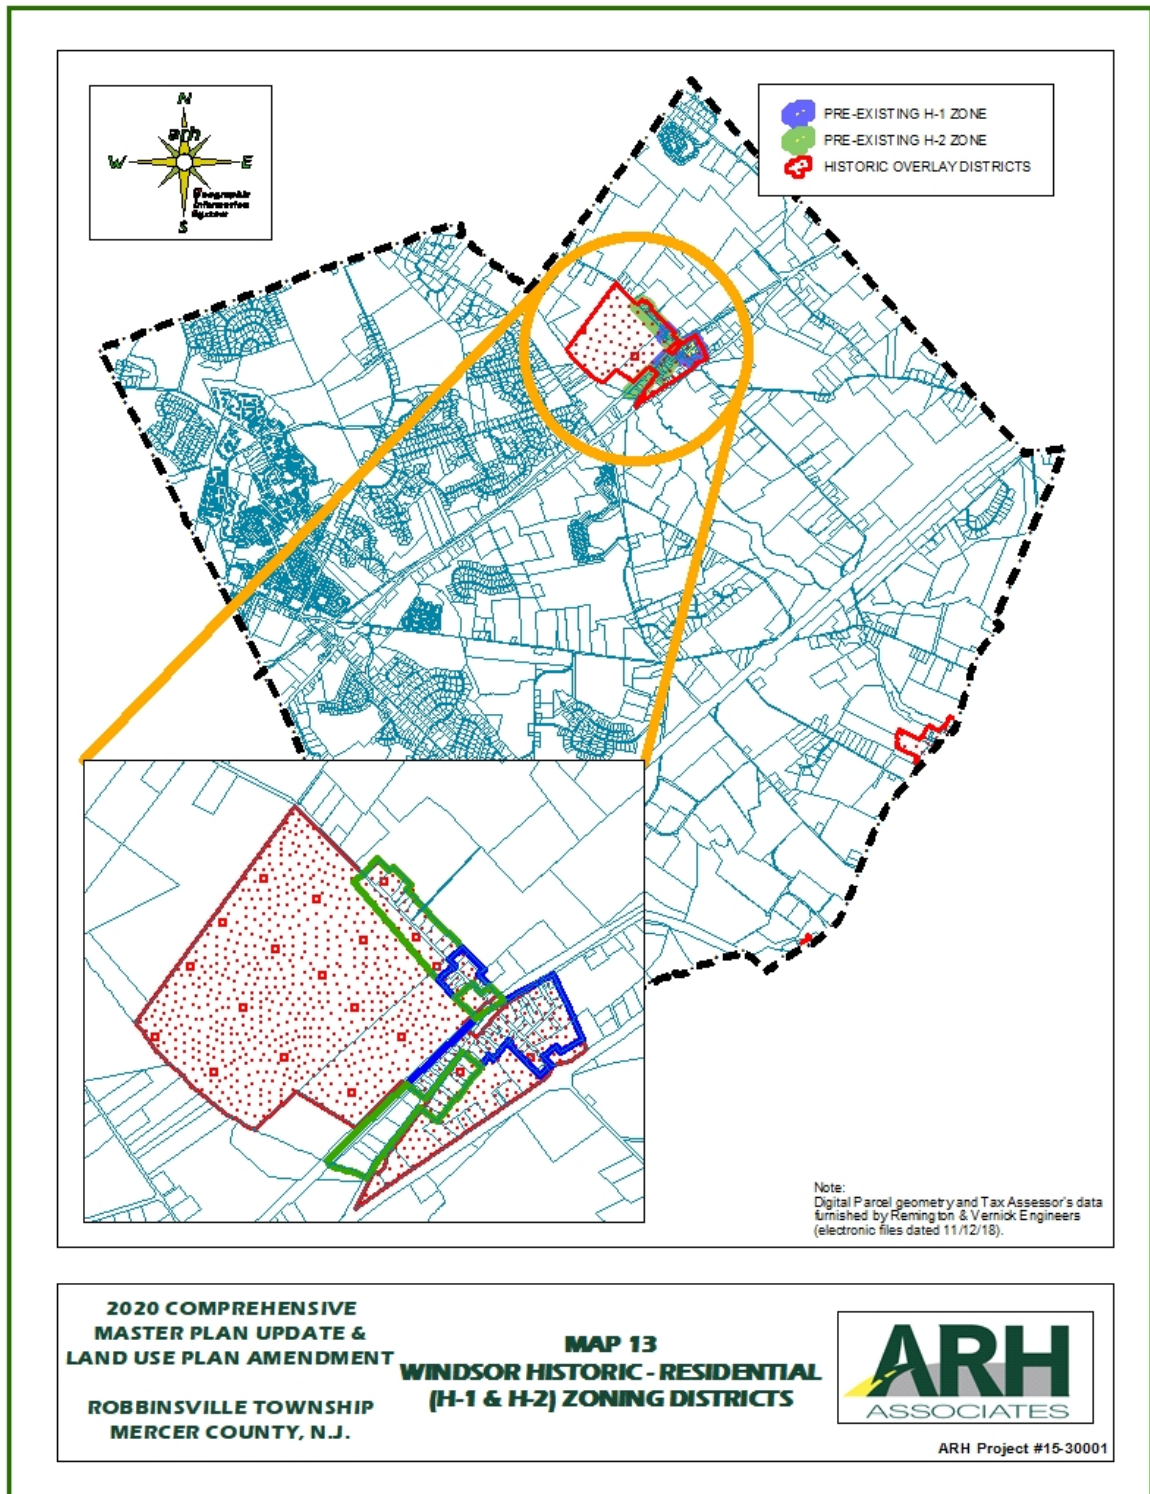 N
arh
W
E
Geographic
Information
System
S
PRE-EXISTING H-1 ZONE
PRE-EXISTING H-2 ZONE
HISTORIC OVERLAY DISTRICTS
Note:
Digital Parcel geometry and Tax Assessor's data
furnished by Remington & Vernick Engineers
(electronic files dated 11/12/18).
2020 COMPREHENSIVE
MASTER PLAN UPDATE &
LAND USE PLAN AMENDMENT
ROBBINSVILLE TOWNSHIP
MERCER COUNTY, N.J.
MAP 13
WINDSOR HISTORIC - RESIDENTIAL
(H-1 & H-2) ZONING DISTRICTS
ARH
ASSOCIATES
ARH Project #15-30001